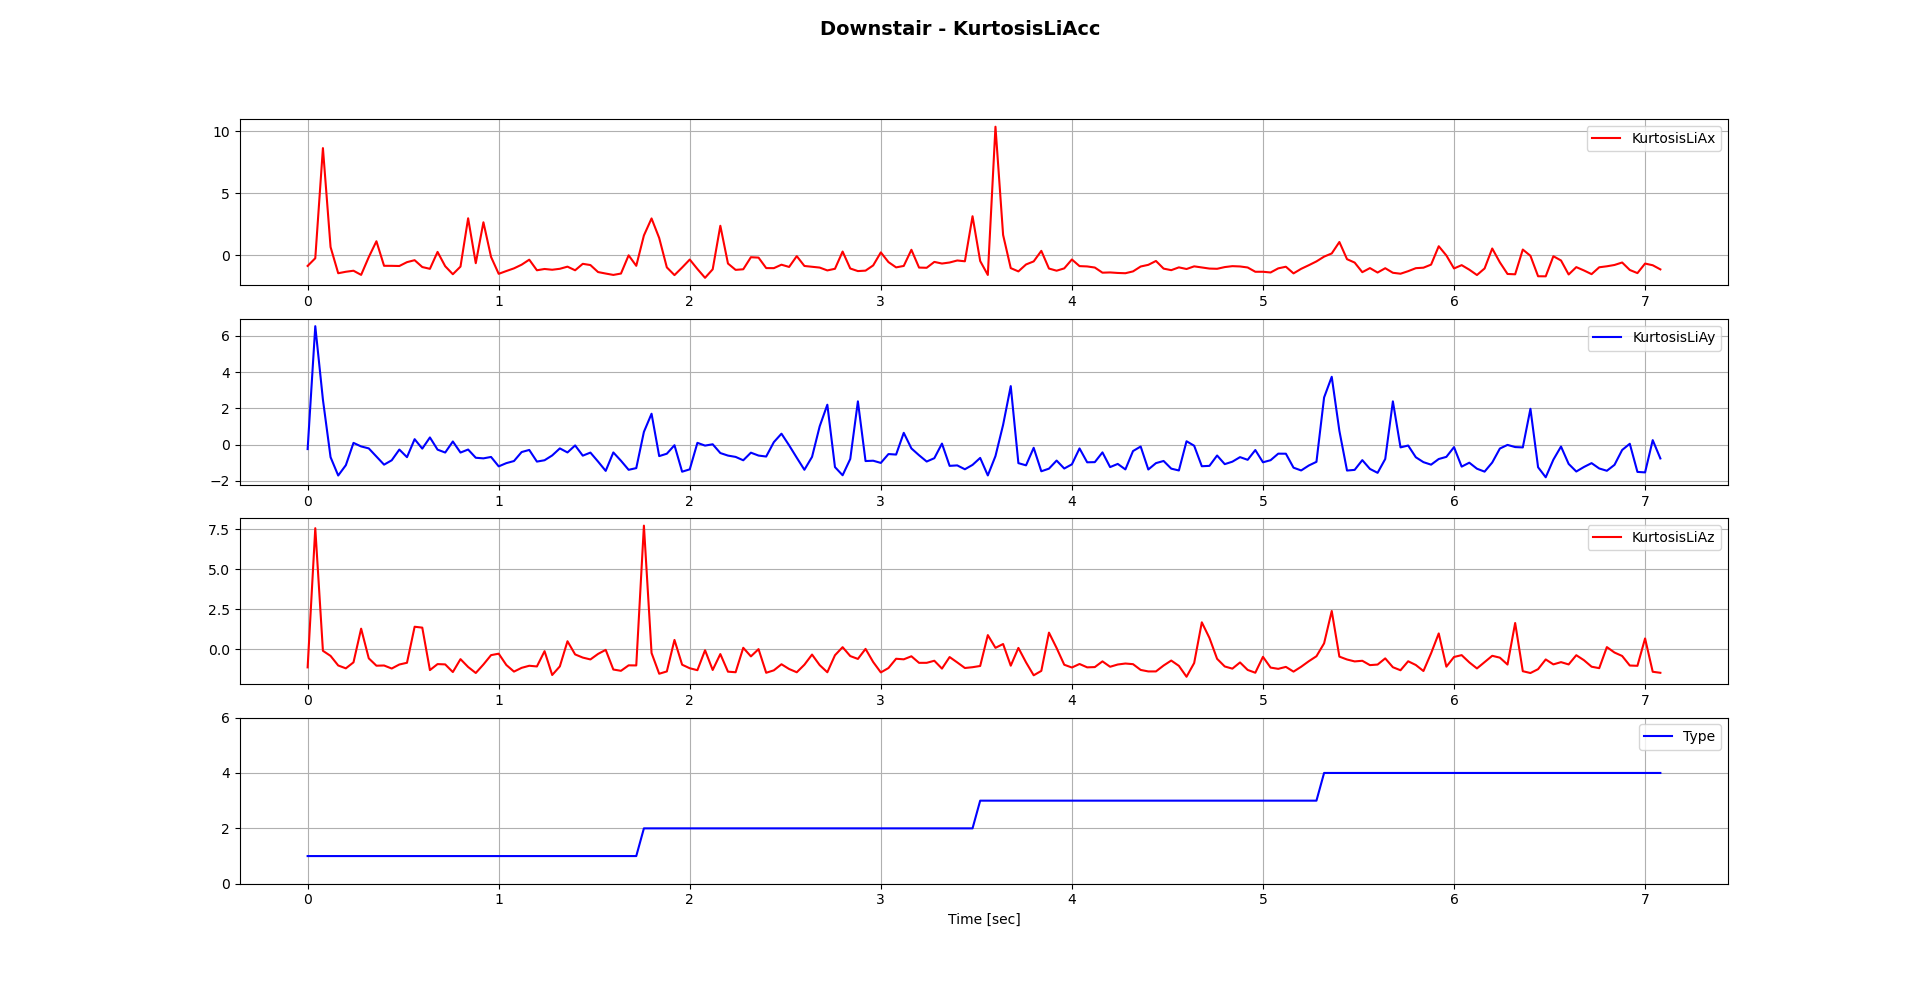 Downstair - KurtosisLiAcc
10
5
0
KurtosisLiAx
0 1 2 3 4 5 6 7
6
4
2
0
−2
KurtosisLiAy
0 1 2 3 4 5 6 7
7.5
5.0
2.5
0.0
KurtosisLiAz
0 1 2 3 4 5 6 7
6
4
2
0
Type
0 1 2 3 4 5 6 7
Time [sec]